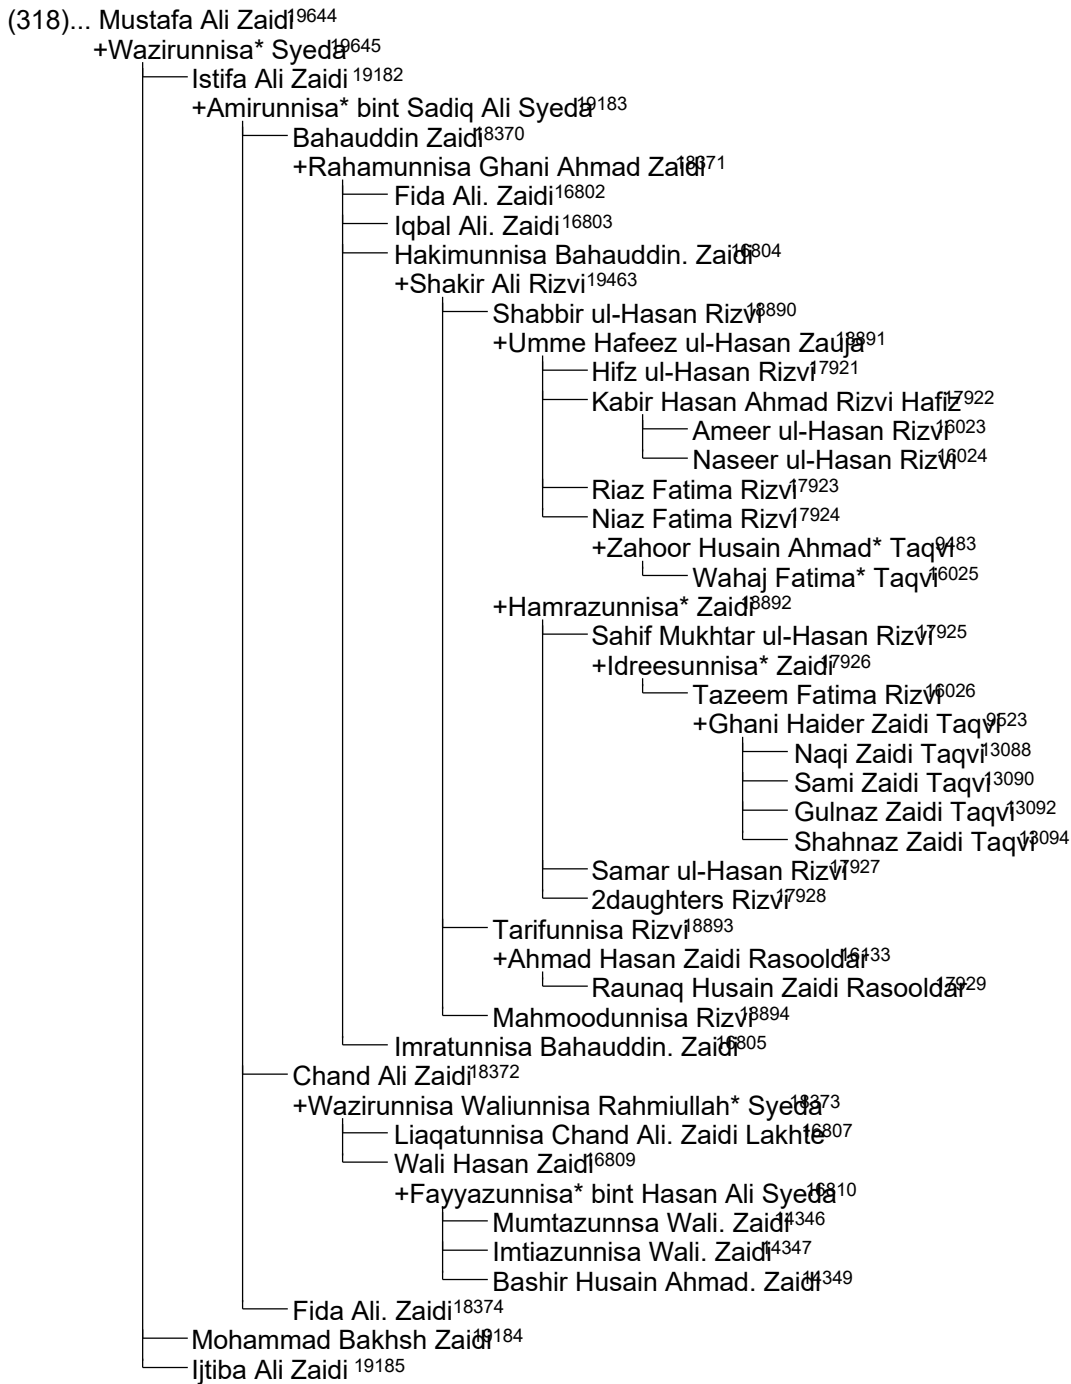 (318)... Mustafa Ali Zaidi19644
+Wazirunnisa* Syeda19645
Istifa Ali Zaidi 19182
+Amirunnisa* bint Sadiq Ali Syeda19183
Bahauddin Zaidi18370
+Rahamunnisa Ghani Ahmad Zaidi18371
Fida Ali. Zaidi16802
Iqbal Ali. Zaidi16803
Hakimunnisa Bahauddin. Zaidi16804
+Shakir Ali Rizvi19463
Shabbir ul-Hasan Rizvi18890
+Umme Hafeez ul-Hasan Zauja18891
Hifz ul-Hasan Rizvi17921
Kabir Hasan Ahmad Rizvi Hafiz17922
Ameer ul-Hasan Rizvi16023
Naseer ul-Hasan Rizvi16024
Riaz Fatima Rizvi17923
Niaz Fatima Rizvi17924
+Zahoor Husain Ahmad* Taqvi9483
Wahaj Fatima* Taqvi16025
+Hamrazunnisa* Zaidi18892
Sahif Mukhtar ul-Hasan Rizvi17925
+Idreesunnisa* Zaidi17926
Tazeem Fatima Rizvi16026
+Ghani Haider Zaidi Taqvi9523
Naqi Zaidi Taqvi13088
Sami Zaidi Taqvi13090
Gulnaz Zaidi Taqvi13092
Shahnaz Zaidi Taqvi13094
Samar ul-Hasan Rizvi17927
2daughters Rizvi17928
Tarifunnisa Rizvi18893
+Ahmad Hasan Zaidi Rasooldar16133
Raunaq Husain Zaidi Rasooldar17929
Mahmoodunnisa Rizvi18894
Imratunnisa Bahauddin. Zaidi16805
Chand Ali Zaidi18372
+Wazirunnisa Waliunnisa Rahmiullah* Syeda18373
Liaqatunnisa Chand Ali. Zaidi Lakhte16807
Wali Hasan Zaidi16809
+Fayyazunnisa* bint Hasan Ali Syeda16810
Mumtazunnsa Wali. Zaidi14346
Imtiazunnisa Wali. Zaidi14347
Bashir Husain Ahmad. Zaidi14349
Fida Ali. Zaidi18374
Mohammad Bakhsh Zaidi19184
Ijtiba Ali Zaidi 19185